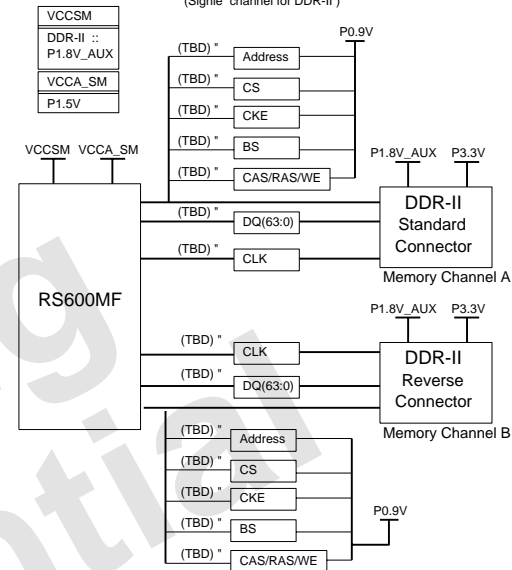 (Signle channel for DDR-II )
VCCSM
DDR-II ::
P1.8V_AUX
VCCA_SM
P1.5V
P0.9V
(TBD) "
Address
(TBD) "
CS
(TBD) "
CKE
(TBD) "
BS
(TBD) "
CAS/RAS/WE
VCCSM VCCA_SM
P1.8V_AUX P3.3V
(TBD) "
DQ(63:0)
(TBD) "
CLK
DDR-II
Standard
Connector
Memory Channel A
RS600MF
P1.8V_AUX P3.3V
(TBD) "
CLK
(TBD) "
DQ(63:0)
DDR-II
Reverse
Connector
Memory Channel B
(TBD) "
Address
(TBD) "
CS
(TBD) "
CKE
(TBD) "
BS
(TBD) "
CAS/RAS/WE
P0.9V